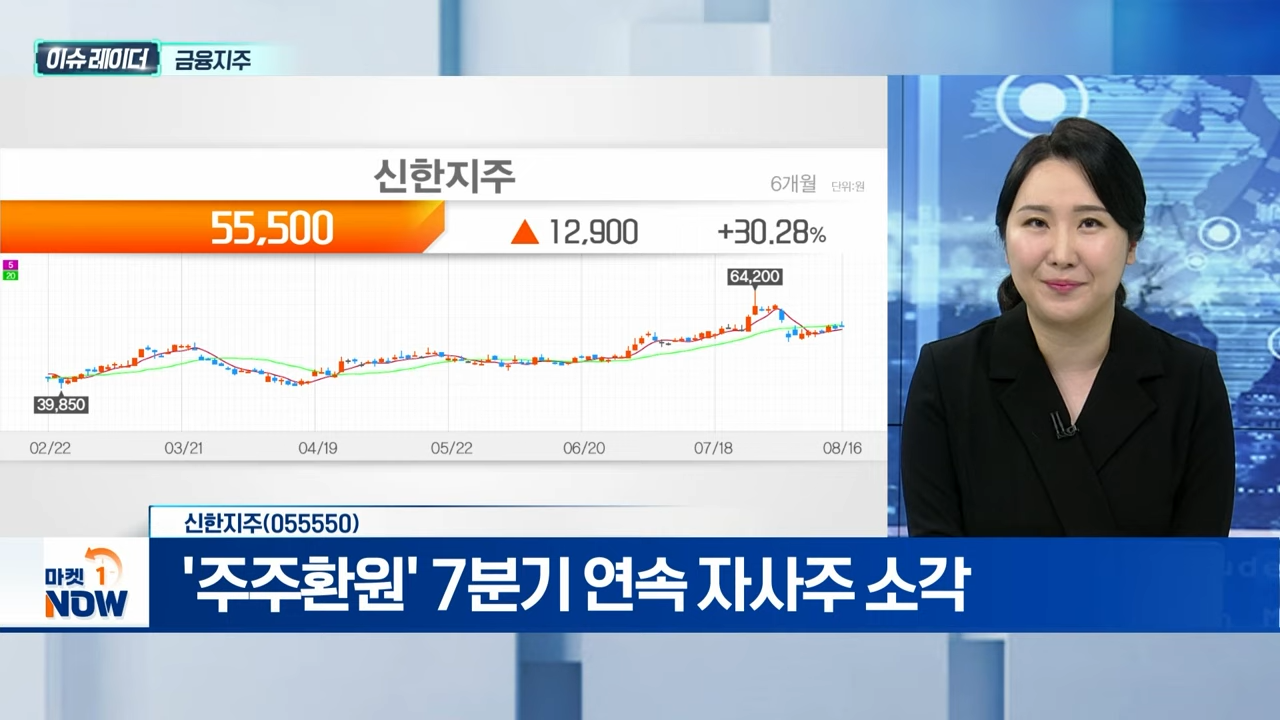 이슈레이더 금융지주
신한지주
6개월 단위:원
55,500 ▲ 12,900 +30.28%
5
20
64,200
39,850
02/22 03/21 04/19 05/22 06/20 07/18 08/16
신한지주(055550)
마켓 1
NOW
'주주환원' 7분기 연속 자사주 소각